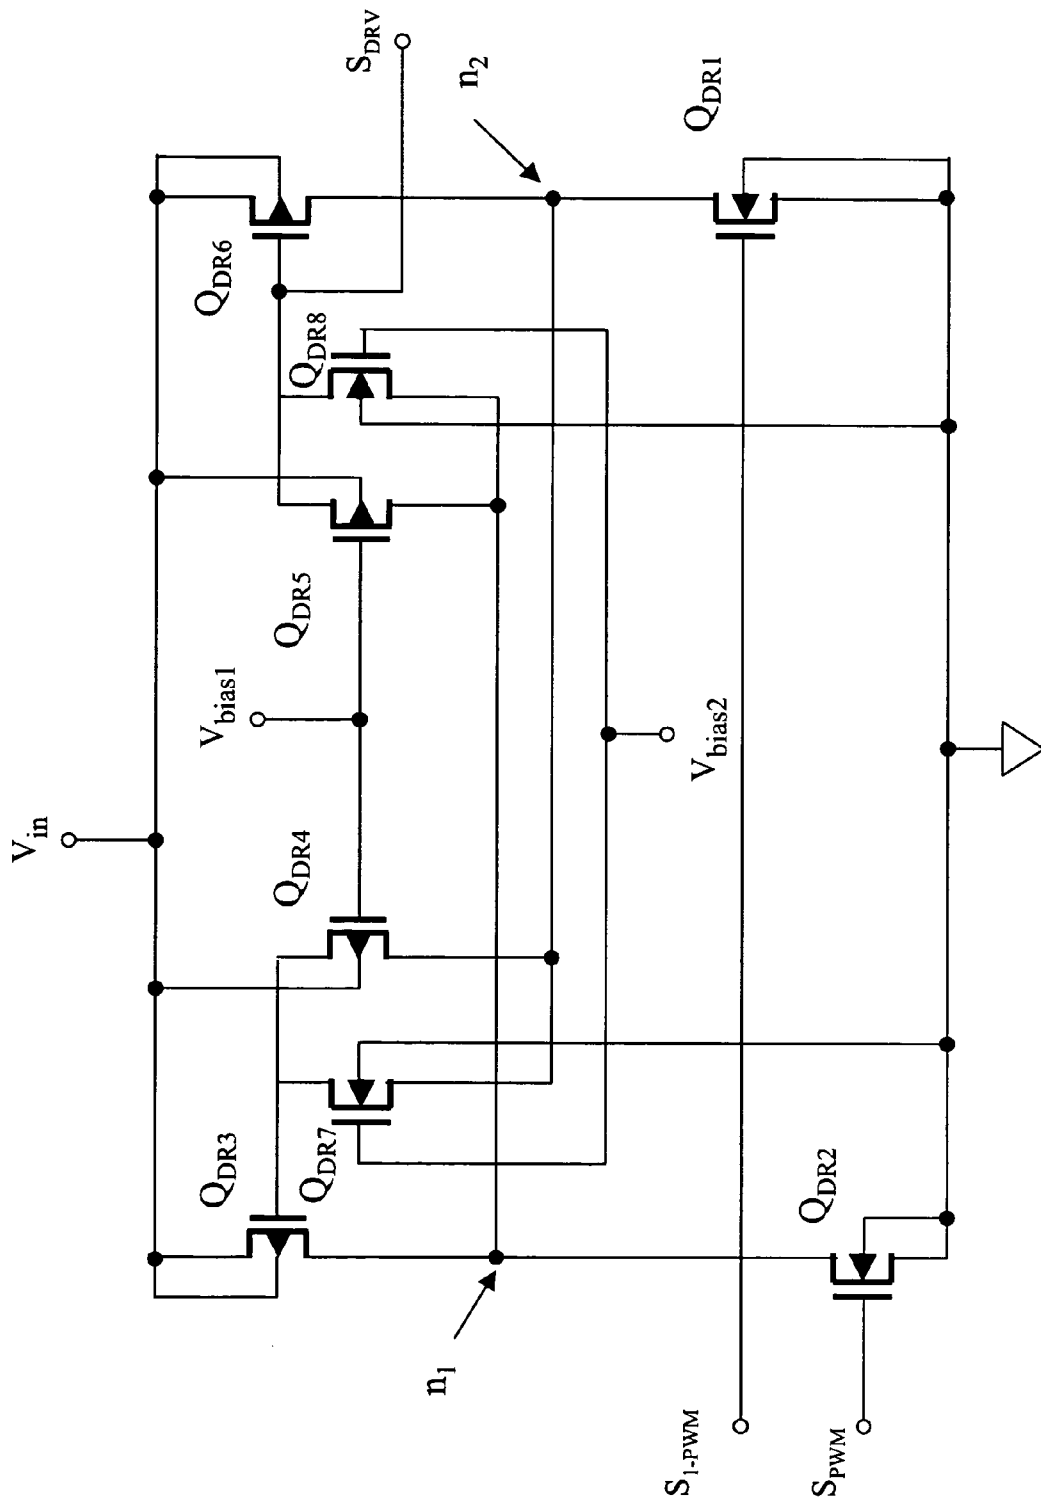 V_in
S_DRV
n_2
Q_DR1
Q_DR6
Q_DR8
Q_DR5
V_bias1
V_bias2
Q_DR4
Q_DR3
Q_DR7
Q_DR2
n_1
S_1-PWM
S_PWM